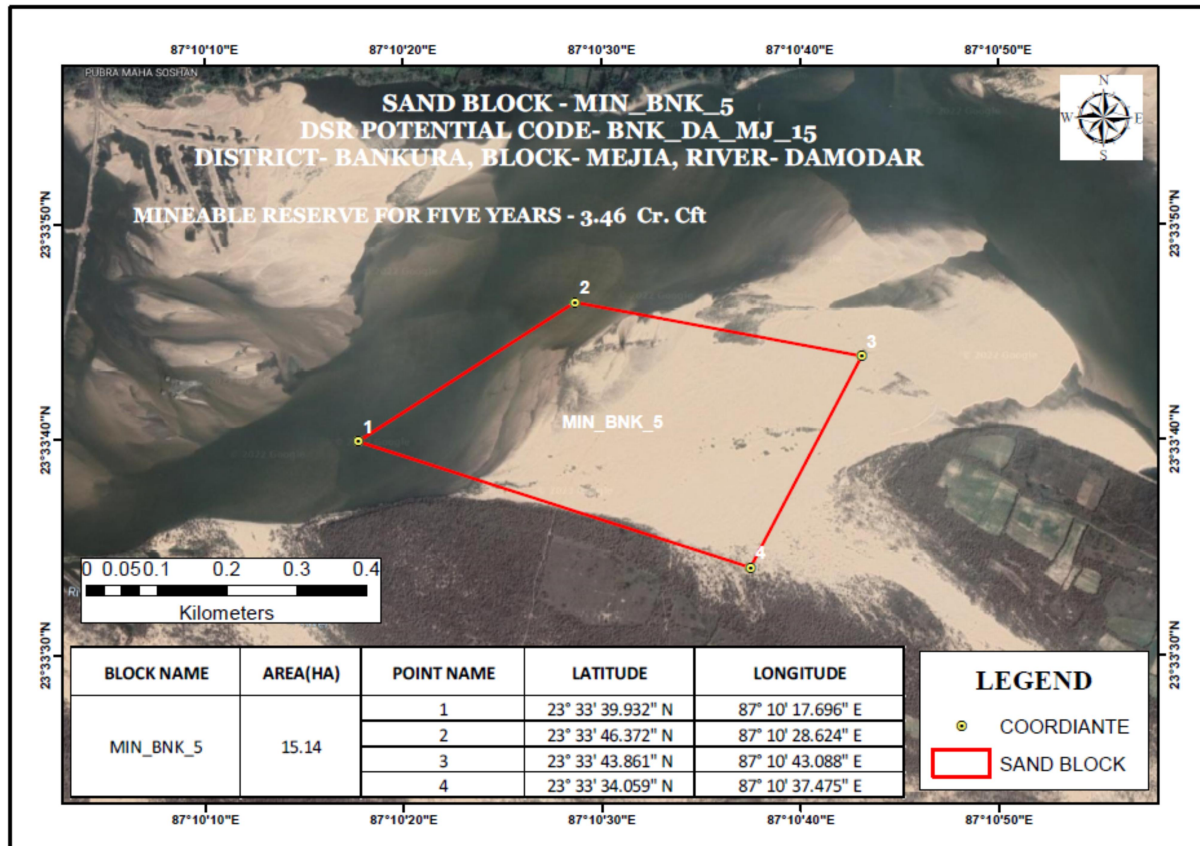 87°10'10"E 87°10'20"E 87°10'30"E 87°10'40"E 87°10'50"E
PUBRA MAHA SOSHAN
SAND BLOCK - MIN_BNK_5
DSR POTENTIAL CODE- BNK_DA_MJ_15
DISTRICT- BANKURA, BLOCK- MEJIA, RIVER- DAMODAR
N
W E
S
MINEABLE RESERVE FOR FIVE YEARS - 3.46 Cr. Cft
23°33'50"N 23°33'50"N
2
3
MIN_BNK_5
1
23°33'40"N 23°33'40"N
4
0 0.05 0.1 0.2 0.3 0.4
Kilometers
23°33'30"N 23°33'30"N
BLOCK NAME AREA(HA) POINT NAME LATITUDE LONGITUDE
MIN_BNK_5 15.14
1 23° 33' 39.932" N 87° 10' 17.696" E
2 23° 33' 46.372" N 87° 10' 28.624" E
3 23° 33' 43.861" N 87° 10' 43.088" E
4 23° 33' 34.059" N 87° 10' 37.475" E
LEGEND
COORDIANTE
SAND BLOCK
87°10'10"E 87°10'20"E 87°10'30"E 87°10'40"E 87°10'50"E